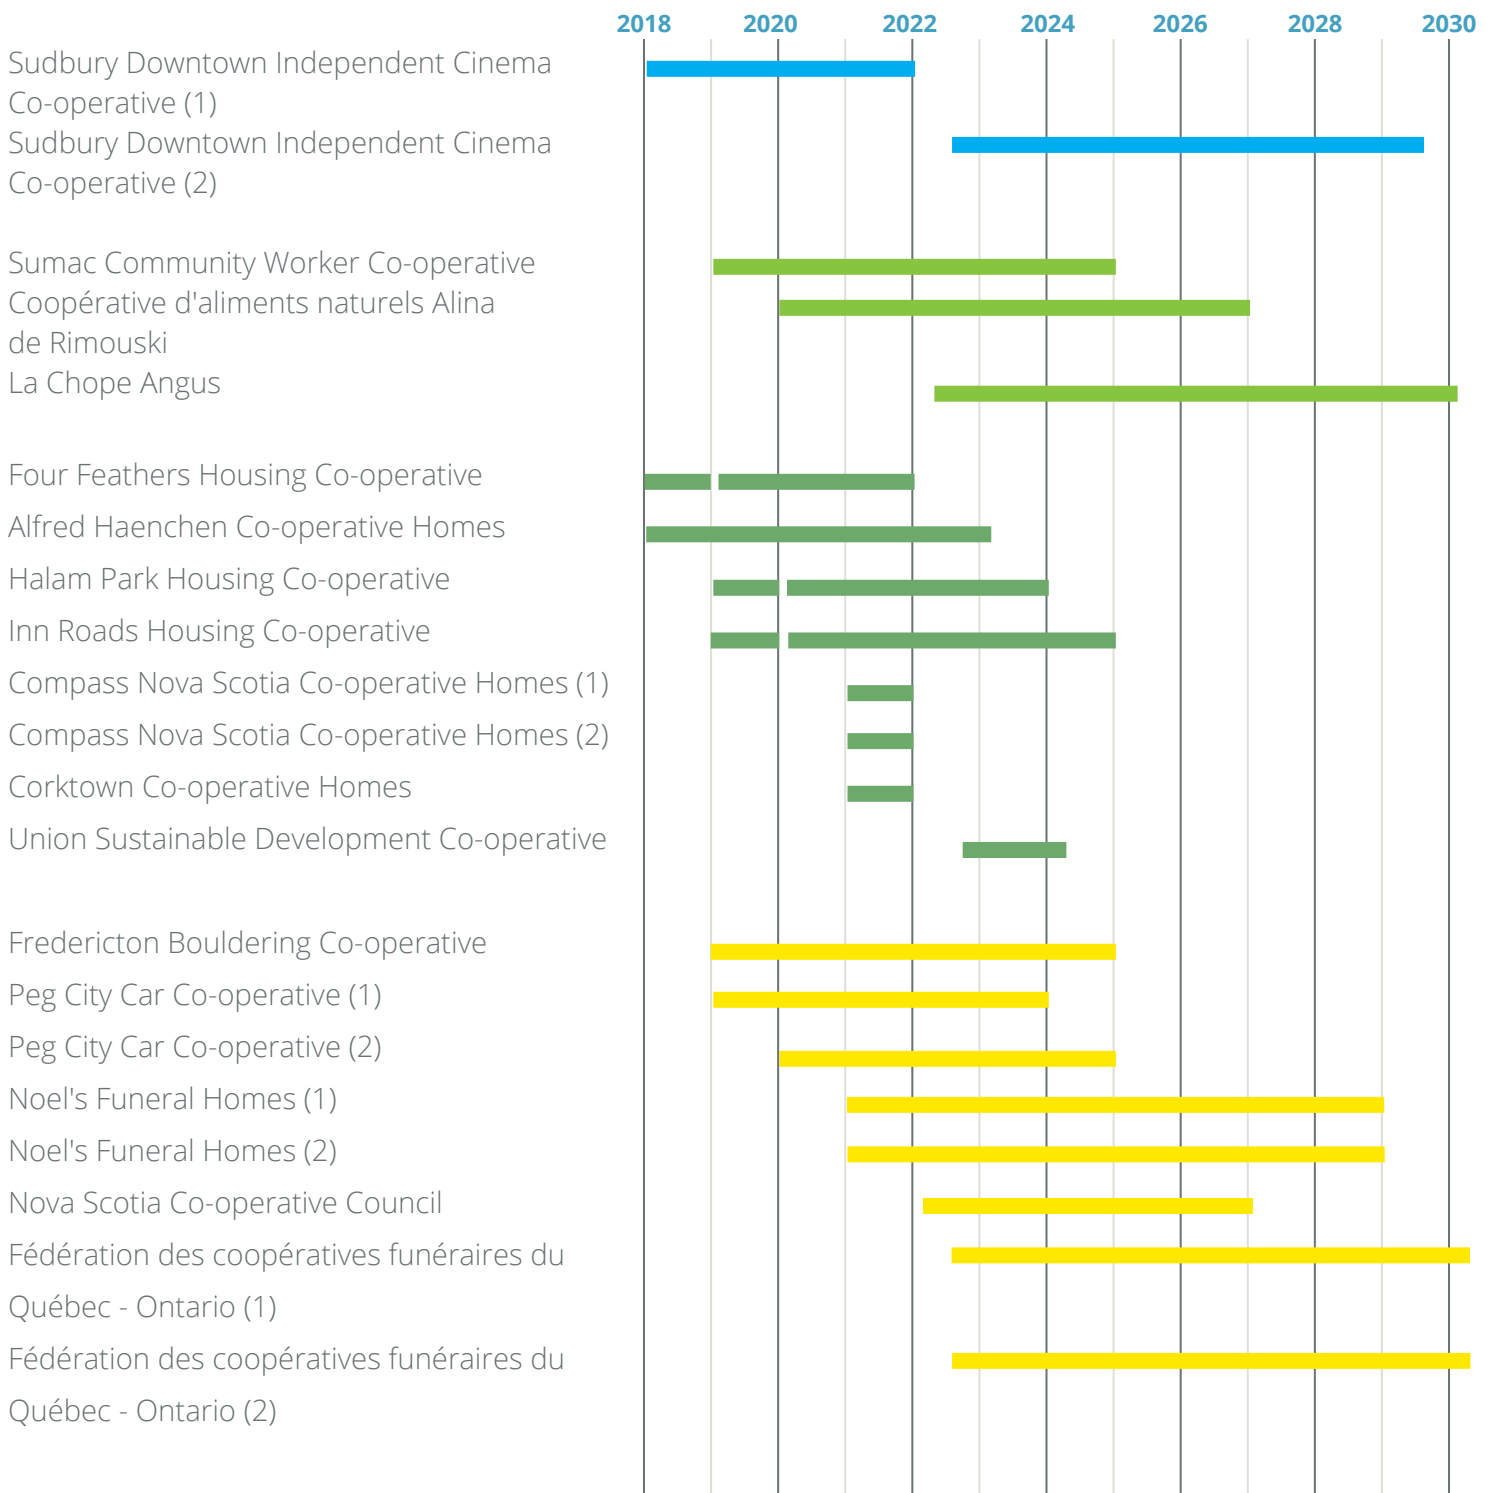 2018 2020 2022 2024 2026 2028 2030
Sudbury Downtown Independent Cinema
Co-operative (1)
Sudbury Downtown Independent Cinema
Co-operative (2)
Sumac Community Worker Co-operative
Coopérative d'aliments naturels Alina
de Rimouski
La Chope Angus
Four Feathers Housing Co-operative
Alfred Haenchen Co-operative Homes
Halam Park Housing Co-operative
Inn Roads Housing Co-operative
Compass Nova Scotia Co-operative Homes (1)
Compass Nova Scotia Co-operative Homes (2)
Corktown Co-operative Homes
Union Sustainable Development Co-operative
Fredericton Bouldering Co-operative
Peg City Car Co-operative (1)
Peg City Car Co-operative (2)
Noel's Funeral Homes (1)
Noel's Funeral Homes (2)
Nova Scotia Co-operative Council
Fédération des coopératives funéraires du
Québec - Ontario (1)
Fédération des coopératives funéraires du
Québec - Ontario (2)